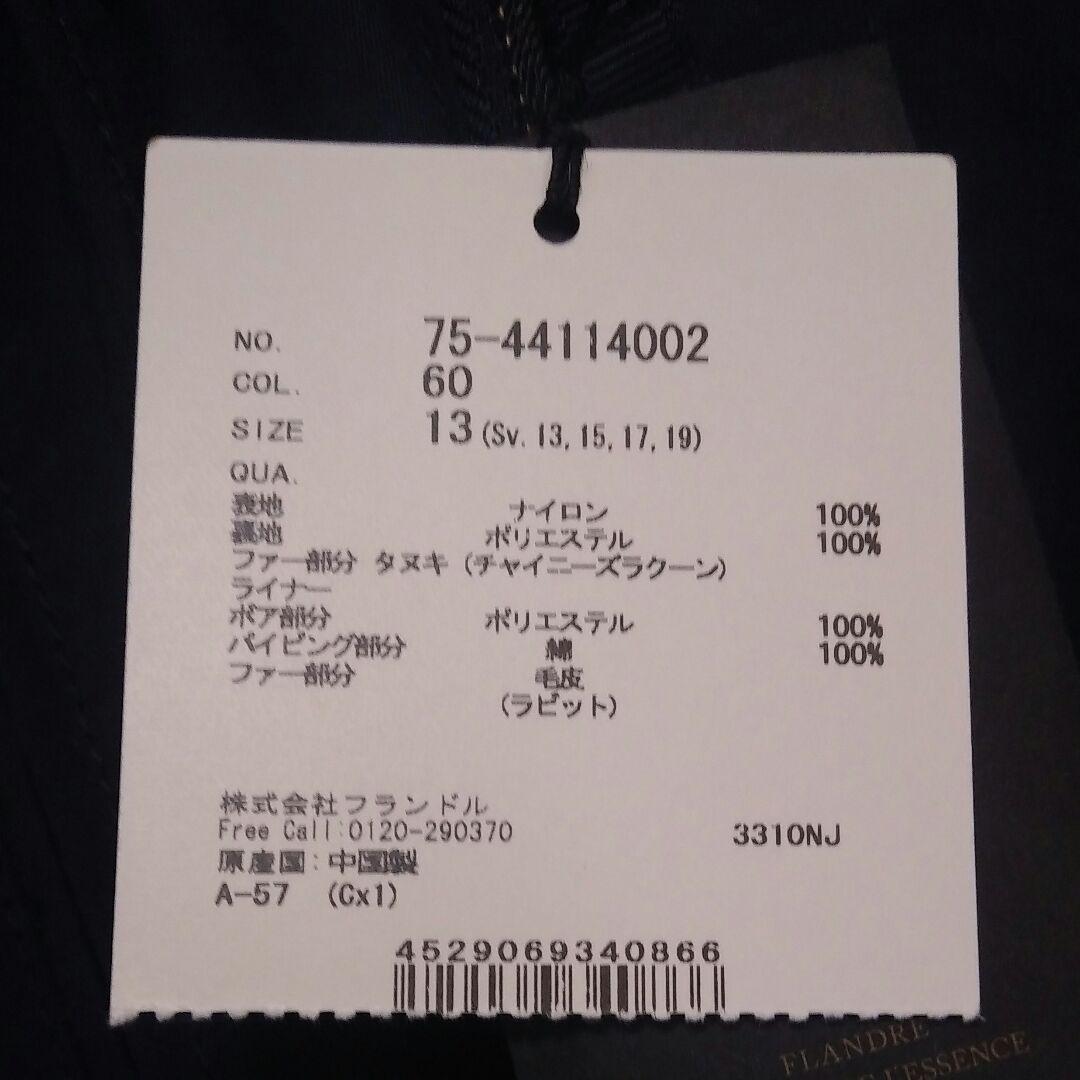 NO. 75-44114002
COL. 60
SIZE 13 (Sv. 13, 15, 17, 19)
QUA.
表地 ナイロン 100%
裏地 ポリエステル 100%
ファー部分 タヌキ (チャイニーズラクーン)
ライナー
ボア部分 ポリエステル 100%
パイピング部分 綿 100%
ファー部分 毛皮
(ラビット)
株式会社フランドル
Free Call:0120-290370 3310NJ
原産国:中国製
A-57 (Cx1)
4529069340866
FLANDRE
L'ESSENCE